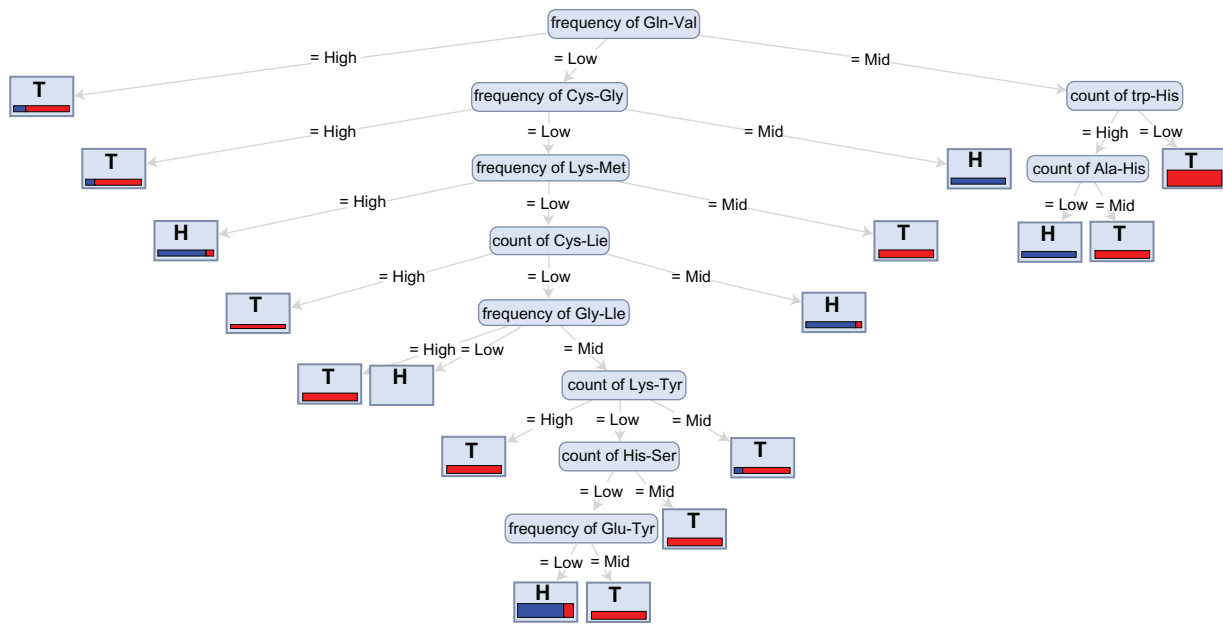 frequency of Gln-Val
= High
= Low
= Mid
T
frequency of Cys-Gly
count of trp-His
= High
= Low
= Mid
= High
= Low
T
H
count of Ala-His
T
frequency of Lys-Met
= High
= Low
= Mid
= Low
= Mid
H
count of Cys-Lie
T
H
T
= High
= Low
= Mid
T
frequency of Gly-Lle
H
= High
= Low
= Mid
T
H
count of Lys-Tyr
= High
= Low
= Mid
T
count of His-Ser
T
= Low
= Mid
frequency of Glu-Tyr
T
= Low
= Mid
H
T